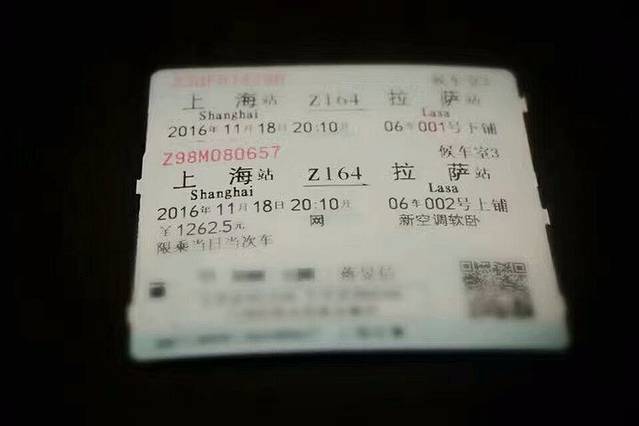 上海站 Z164 拉萨站
Shanghai Lasa
2016年11月18日 20:10开 06车001号下铺
Z98M080657 候车室3
上海站 Z164 拉萨站
Shanghai Lasa
2016年11月18日 20:10开 06车002号上铺
￥1262.5元 网 新空调软卧
限乘当日当次车